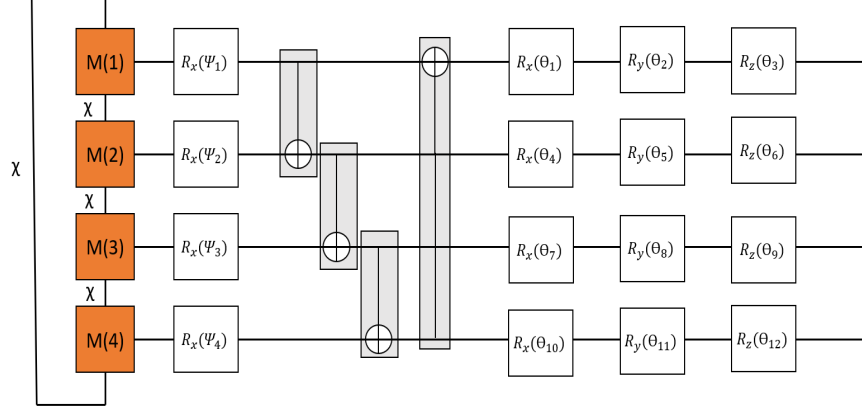 M(1) Rx(Ψ1) Rx(θ1) Ry(θ2) Rz(θ3)
χ
M(2) Rx(Ψ2) Rx(θ4) Ry(θ5) Rz(θ6)
χ
χ
M(3) Rx(Ψ3) Rx(θ7) Ry(θ8) Rz(θ9)
χ
M(4) Rx(Ψ4) Rx(θ10) Ry(θ11) Rz(θ12)